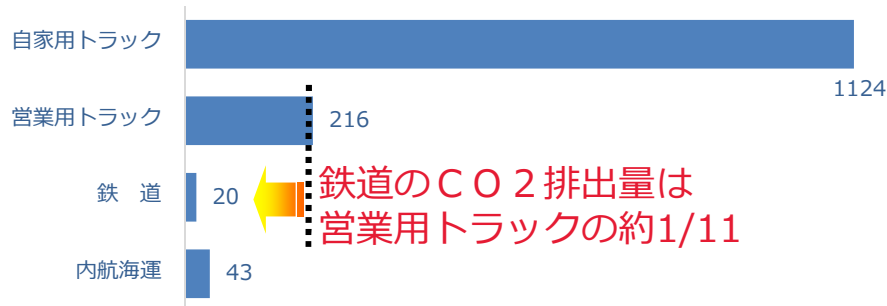 自家用トラック
1124
営業用トラック
216
鉄　道
20
鉄道のＣＯ２排出量は
営業用トラックの約1/11
内航海運
43